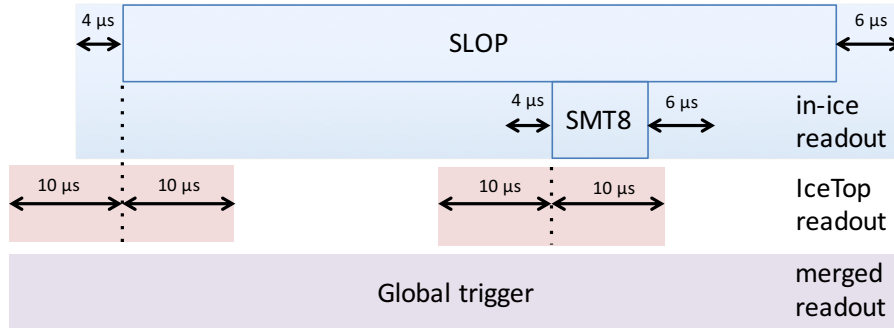 4 μs
SLOP
6 μs
4 μs
SMT8
6 μs
in-ice
readout
10 μs
10 μs
10 μs
10 μs
IceTop
readout
Global trigger
merged
readout